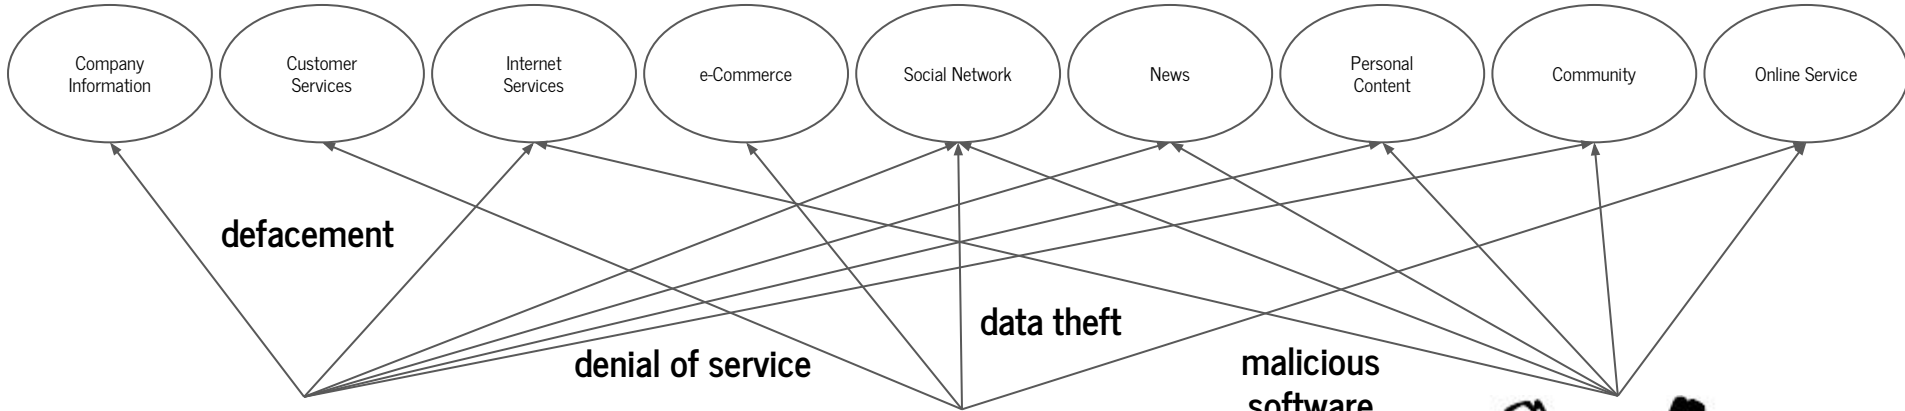 Company
Information
Customer
Services
Internet
Services
e-Commerce
Social Network
News
Personal
Content
Community
Online Service
defacement
data theft
denial of service
malicious
software